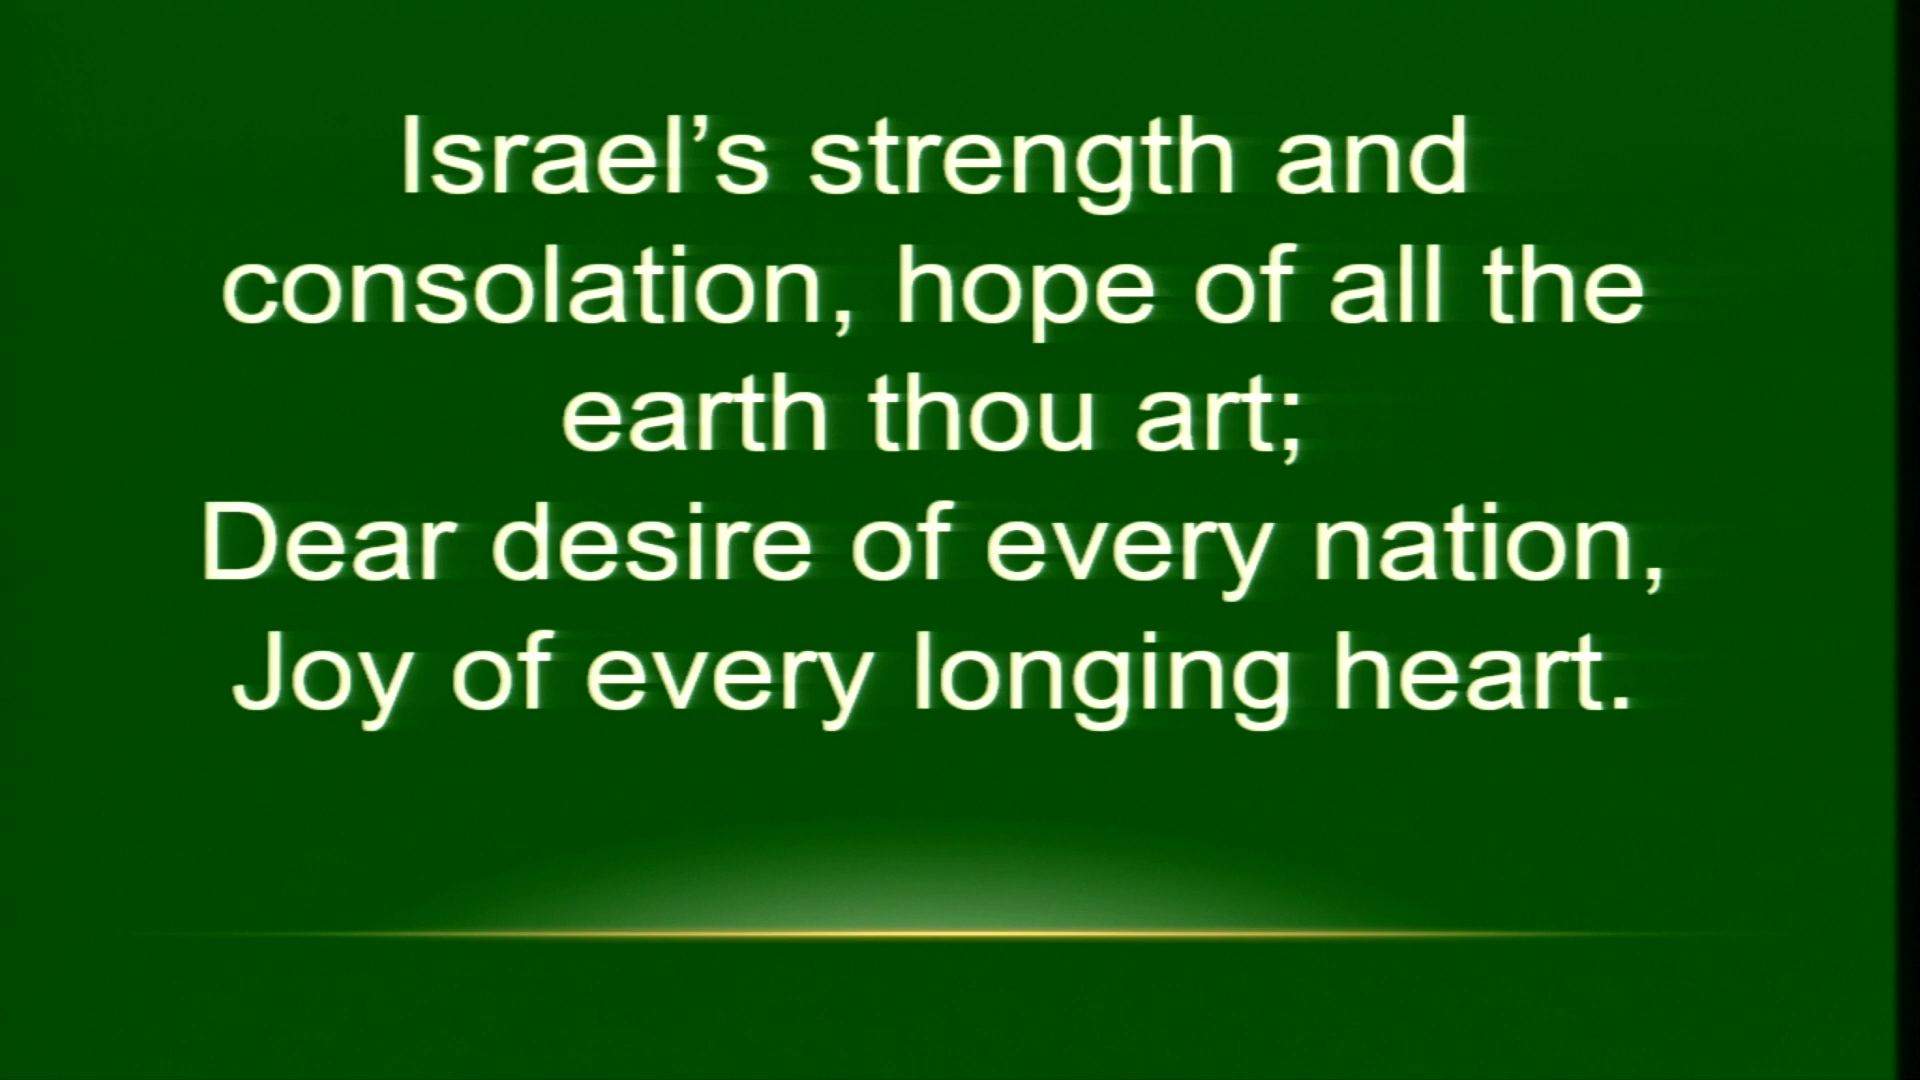 Israel’s strength and
consolation, hope of all the
earth thou art;
Dear desire of every nation,
Joy of every longing heart.